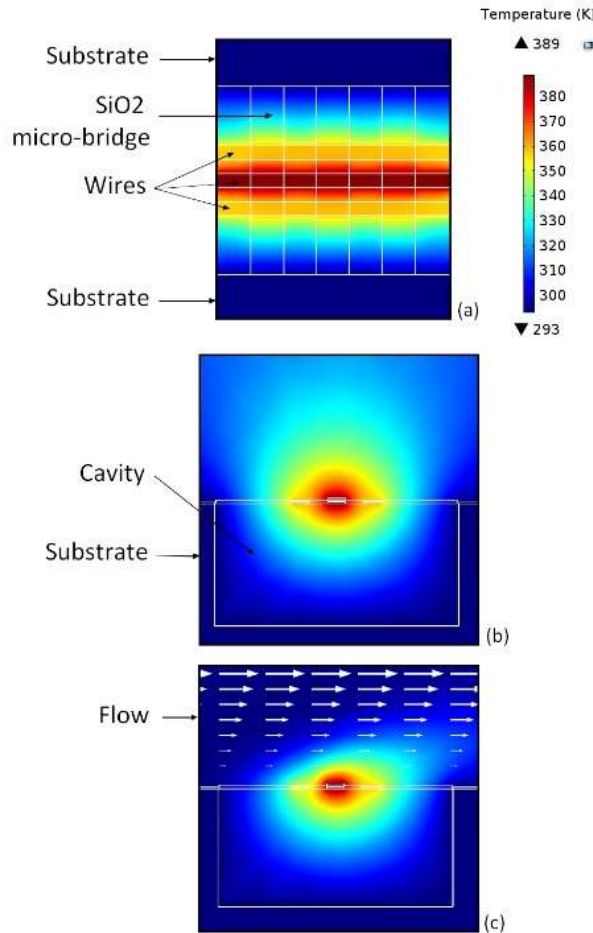 Temperature (K)
Substrate
▲ 389
SiO2
micro-bridge
380
370
Wires
360
350
340
330
320
310
Substrate
300
(a)
▼ 293
Cavity
Substrate
(b)
Flow
(c)